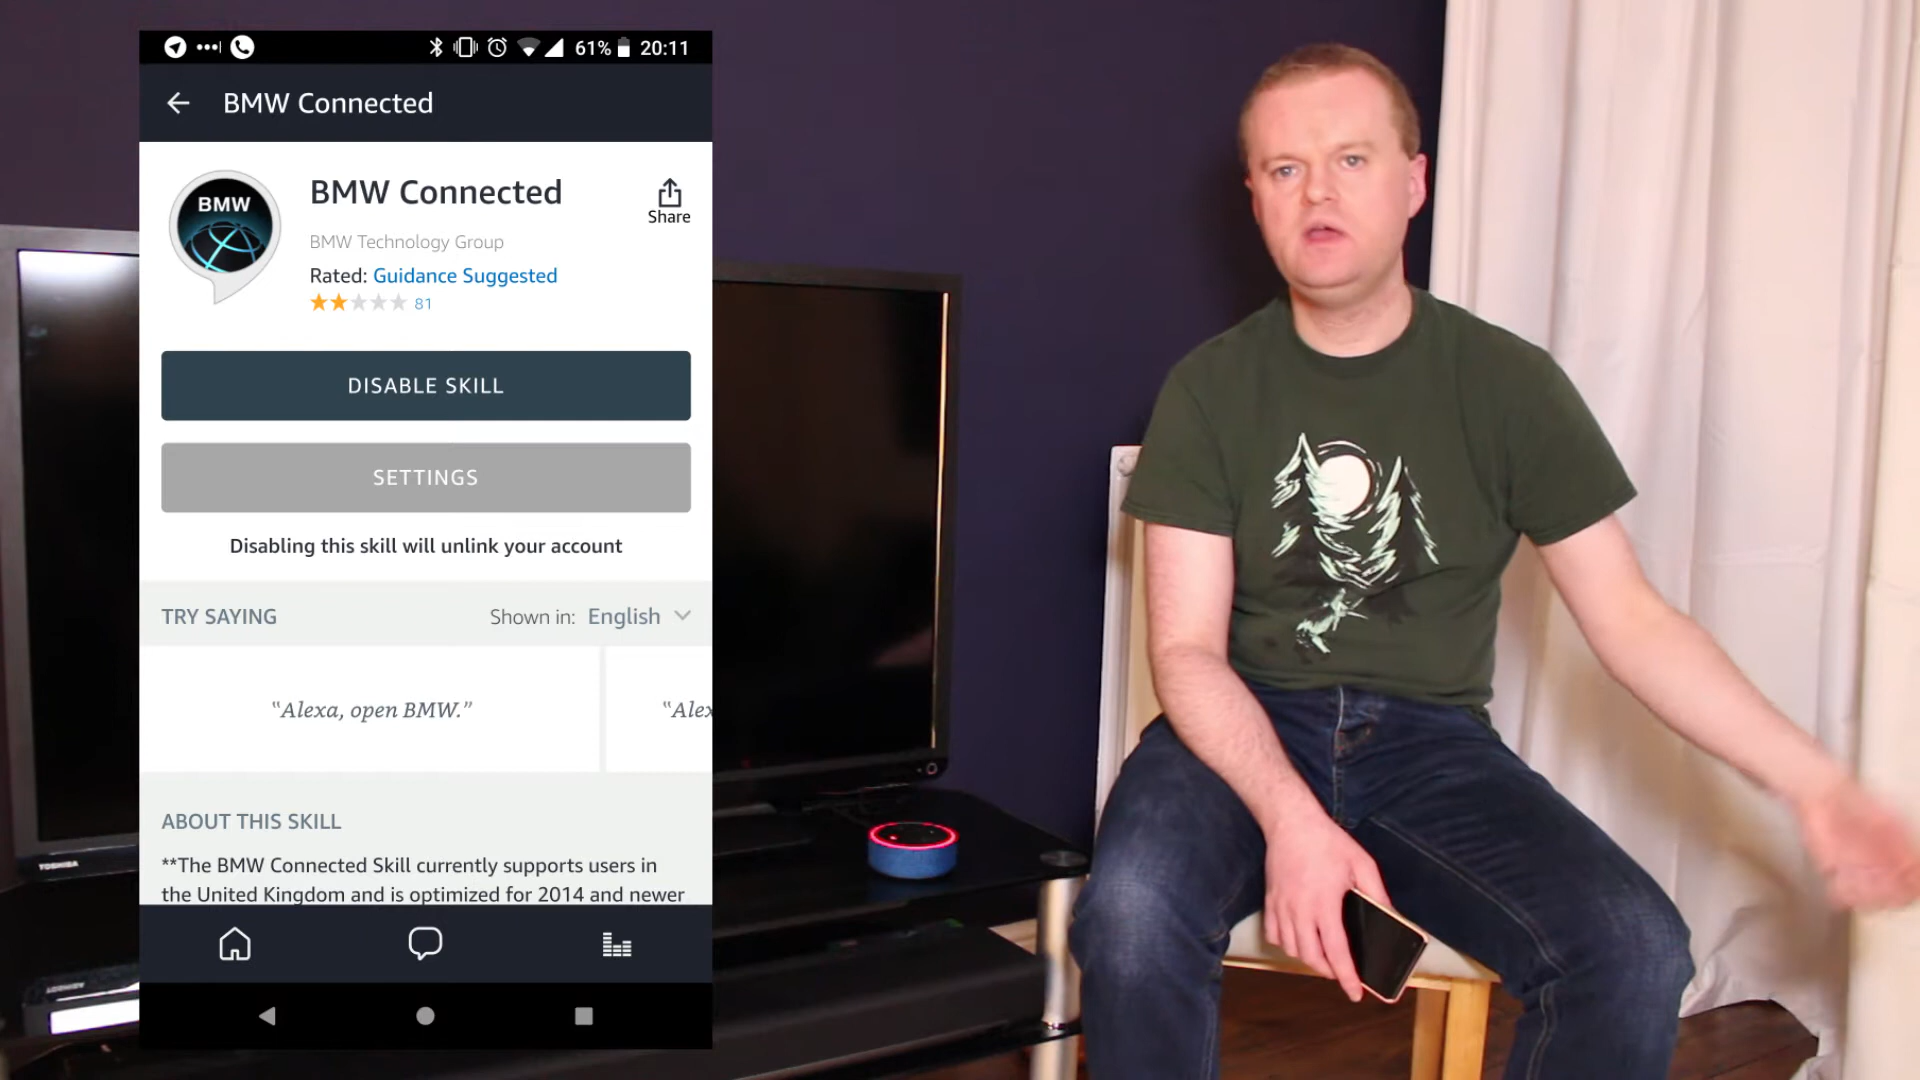 61% 20:11
BMW Connected
BMW
BMW Connected
Share
BMW Technology Group
Rated: Guidance Suggested
81
DISABLE SKILL
SETTINGS
Disabling this skill will unlink your account
TRY SAYING Shown in: English
“Alexa, open BMW.” “Alex
ABOUT THIS SKILL
**The BMW Connected Skill currently supports users in
the United Kingdom and is optimized for 2014 and newer
TOSHIBA